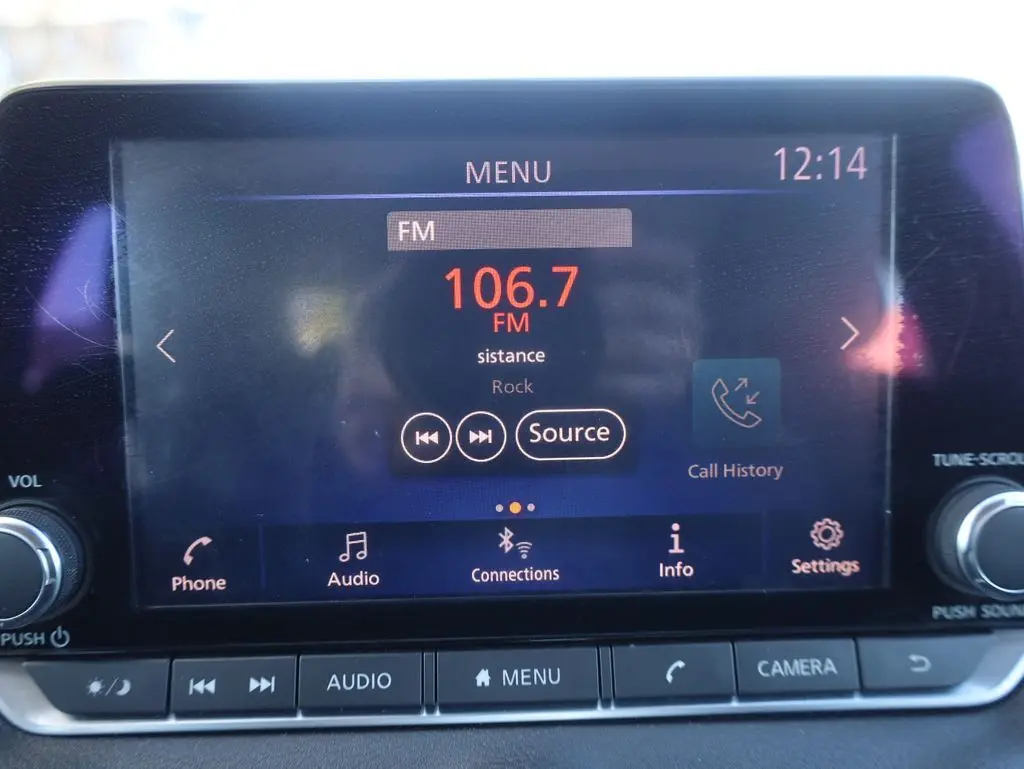 MENU
12:14
FM
106.7
FM
sistance
Rock
Source
Call History
VOL
TUNE-SCROLL
Phone
Audio
Connections
Info
Settings
PUSH
PUSH SOUN
AUDIO
MENU
CAMERA